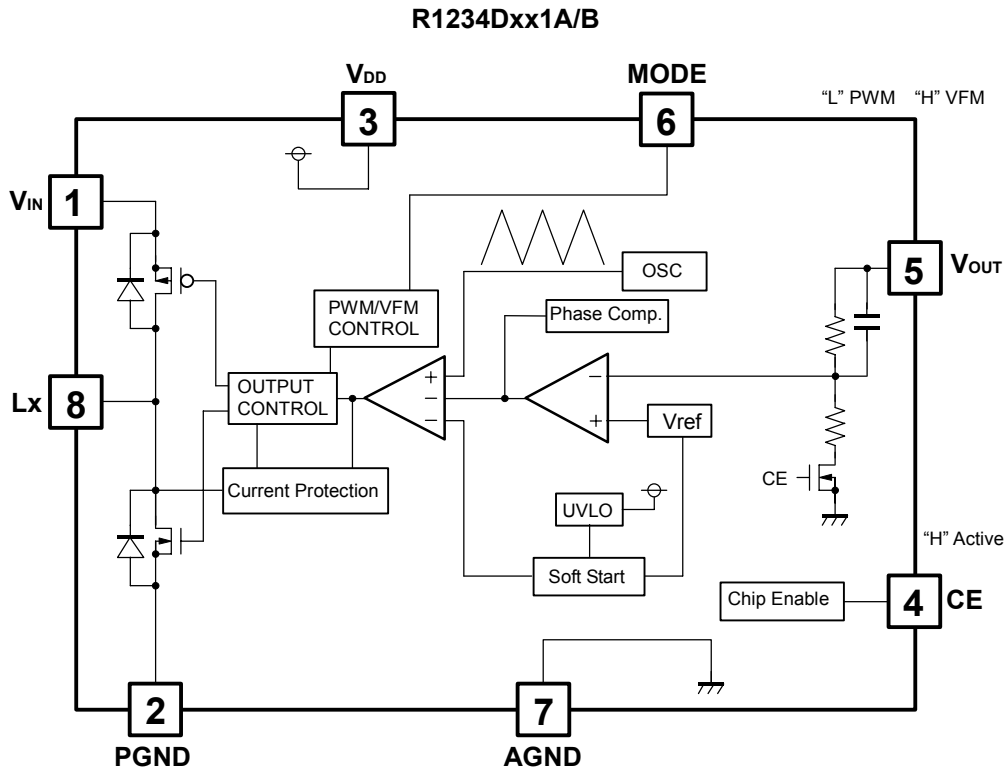 R1234Dxx1A/B
VDD
MODE
"L" PWM "H" VFM
3
6
VIN
1
OSC
5
VOUT
PWM/VFM
CONTROL
Phase Comp.
+
−
−
−
+
Lx
8
OUTPUT
CONTROL
Vref
Current Protection
CE
UVLO
"H" Active
Soft Start
Chip Enable
4
CE
2
7
PGND
AGND